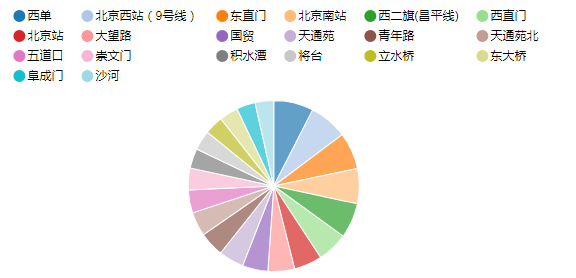 西单 北京西站（9号线） 东直门 北京南站 西二旗(昌平线) 西直门
北京站 大望路 国贸 天通苑 青年路 天通苑北
五道口 崇文门 积水潭 将台 立水桥 东大桥
阜成门 沙河